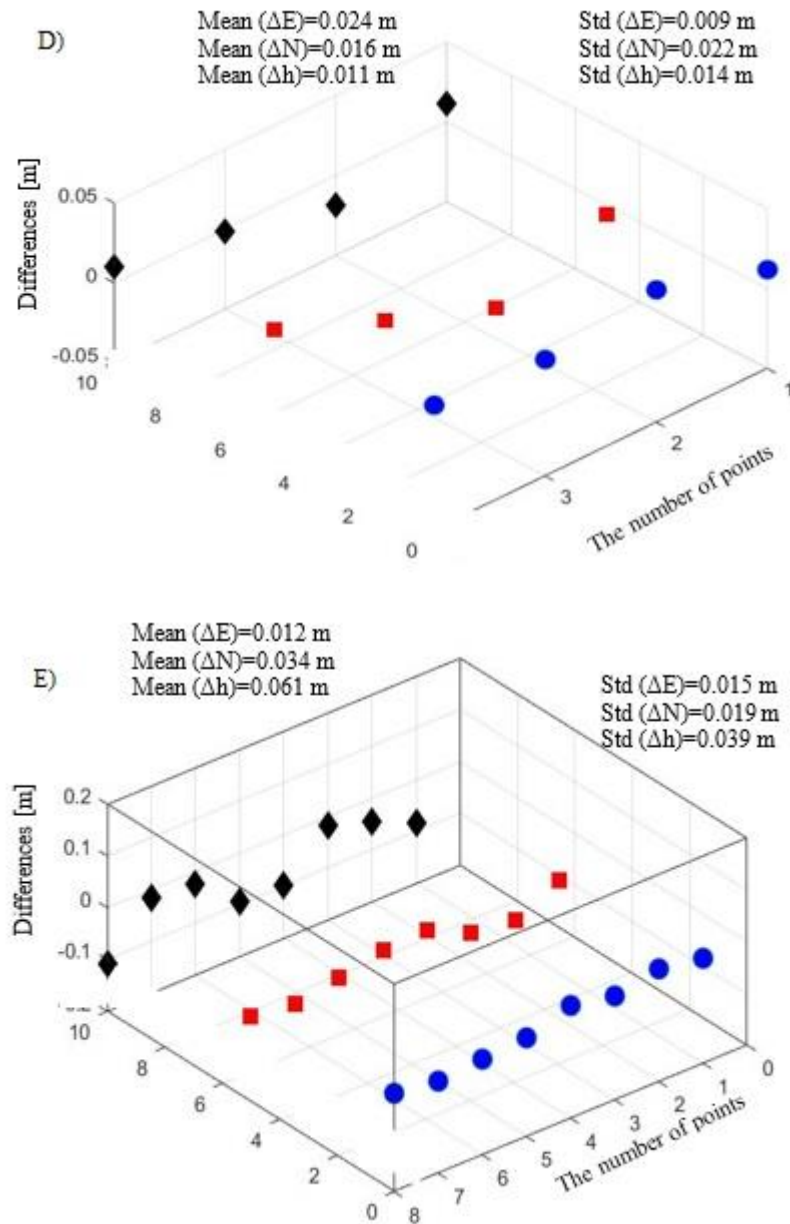 D)
Mean (ΔE)=0.024 m
Mean (ΔN)=0.016 m
Mean (Δh)=0.011 m
Std (ΔE)=0.009 m
Std (ΔN)=0.022 m
Std (Δh)=0.014 m
Differences [m]
0.05
0
-0.05
10
8
6
4
2
0
3
2
1
The number of points
E)
Mean (ΔE)=0.012 m
Mean (ΔN)=0.034 m
Mean (Δh)=0.061 m
Std (ΔE)=0.015 m
Std (ΔN)=0.019 m
Std (Δh)=0.039 m
Differences [m]
0.2
0.1
0
-0.1
10
8
6
4
2
0
8
7
6
5
4
3
2
1
0
The number of points